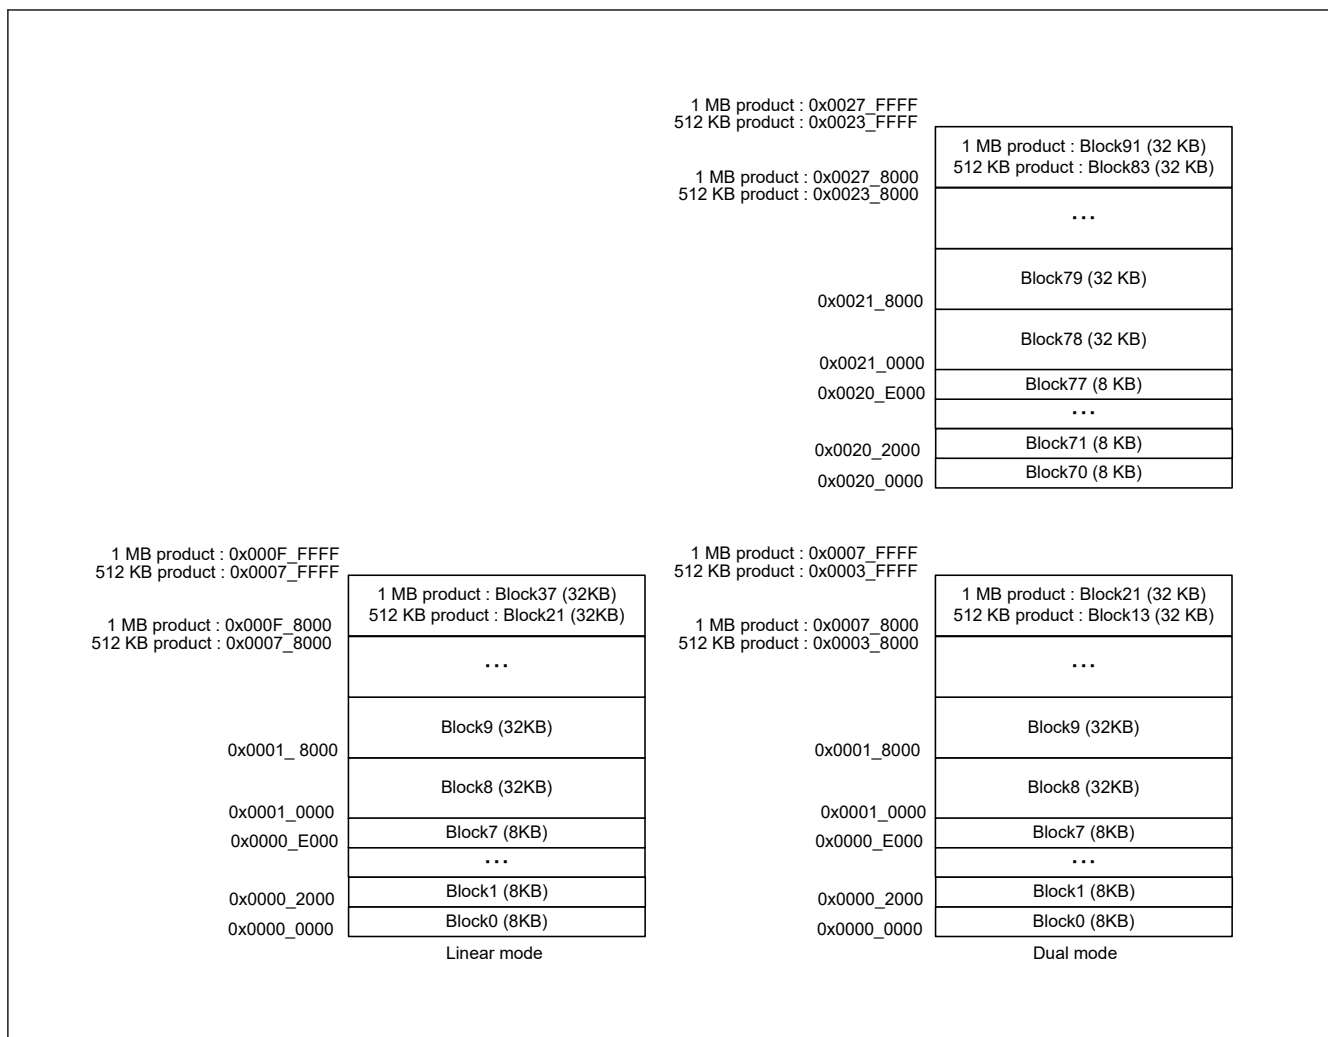 1 MB product : 0x0027_FFFF
512 KB product : 0x0023_FFFF
1 MB product : Block91 (32 KB)
512 KB product : Block83 (32 KB)
1 MB product : 0x0027_8000
512 KB product : 0x0023_8000
...
Block79 (32 KB)
0x0021_8000
Block78 (32 KB)
0x0021_0000
Block77 (8 KB)
0x0020_E000
...
Block71 (8 KB)
0x0020_2000
Block70 (8 KB)
0x0020_0000
1 MB product : 0x000F_FFFF
512 KB product : 0x0007_FFFF
1 MB product : Block37 (32KB)
512 KB product : Block21 (32KB)
1 MB product : 0x000F_8000
512 KB product : 0x0007_8000
...
Block9 (32KB)
0x0001_ 8000
Block8 (32KB)
0x0001_0000
Block7 (8KB)
0x0000_E000
...
Block1 (8KB)
0x0000_2000
Block0 (8KB)
0x0000_0000
Linear mode
1 MB product : 0x0007_FFFF
512 KB product : 0x0003_FFFF
1 MB product : Block21 (32 KB)
512 KB product : Block13 (32 KB)
1 MB product : 0x0007_8000
512 KB product : 0x0003_8000
...
Block9 (32KB)
0x0001_8000
Block8 (32KB)
0x0001_0000
Block7 (8KB)
0x0000_E000
...
Block1 (8KB)
0x0000_2000
Block0 (8KB)
0x0000_0000
Dual mode